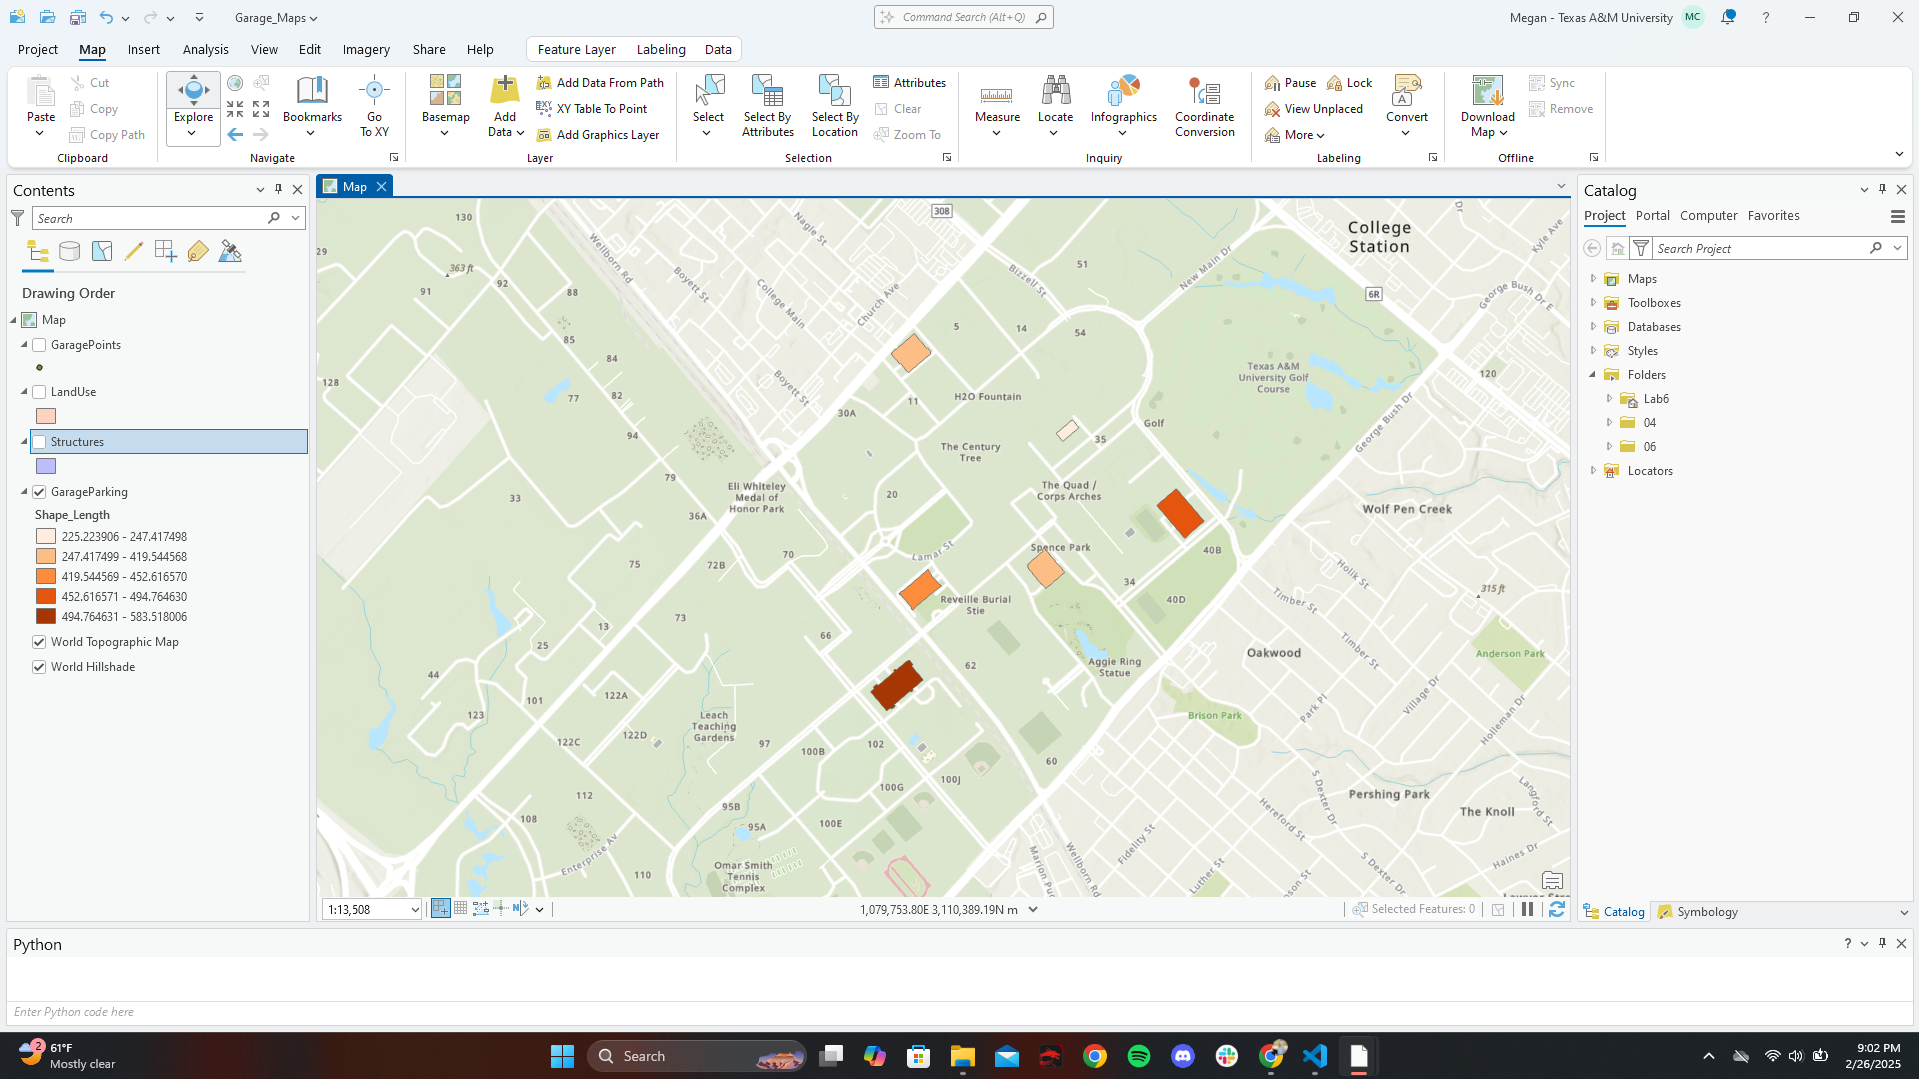 Garage_Maps
Command Search (Alt+Q)
Megan - Texas A&M University
MC
?
Project
Map
Insert
Analysis
View
Edit
Imagery
Share
Help
Feature Layer
Labeling
Data
Paste
Cut
Copy
Copy Path
Clipboard
Explore
Bookmarks
Go
To XY
Navigate
Basemap
Add
Data
Add Data From Path
XY Table To Point
Add Graphics Layer
Layer
Select
Select By
Attributes
Select By
Location
Attributes
Clear
Zoom To
Selection
Measure
Locate
Infographics
Coordinate
Conversion
Inquiry
Pause
Lock
View Unplaced
More
Convert
Labeling
Download
Map
Sync
Remove
Offline
Contents
Search
Drawing Order
Map
GaragePoints
LandUse
Structures
GarageParking
Shape_Length
225.223906 - 247.417498
247.417499 - 419.544568
419.544569 - 452.616570
452.616571 - 494.764630
494.764631 - 583.518006
World Topographic Map
World Hillshade
Map
130
308
College
Station
29
Nagle St
Wellborn Rd
363 ft
92
91
88
Boyett St
Bizzell St
51
New Main Dr
Kyle Ave
Dr
6R
George Bush Dr E
College Main
Church Ave
5
14
54
85
84
128
Boyett St
Texas A&M
University Golf
Course
120
82
77
11
H2O Fountain
30A
George Bush Dr
94
Golf
35
The Century
Tree
79
Eli Whiteley
Medal of
Honor Park
The Quad /
Corps Arches
20
33
36A
Wolf Pen Creek
Lamar St
Spence Park
40B
70
72B
75
34
Holik St
315 ft
Reveille Burial
Stie
40D
Timber St
73
13
66
25
Timber St
Oakwood
Anderson Park
62
Aggie Ring
Statue
44
122A
101
Village Dr
Park Pl
Brison Park
Holleman Dr
123
Leach
Teaching
Gardens
122D
122C
97
100B
102
60
100J
S Dexter Dr
100G
Pershing Park
Langford St
The Knoll
112
95B
108
95A
100E
Hereford St
Fidelity St
Enterprise Av
Wellborn Rd
Marion Pu
Haines Dr
S Dexter Dr
Luther St
110
Omar Smith
Tennis
Complex
nson St
1:13,508
1,079,753.80E 3,110,389.19N m
Selected Features: 0
Catalog
Project
Portal
Computer
Favorites
Search Project
Maps
Toolboxes
Databases
Styles
Folders
Lab6
04
06
Locators
Catalog
Symbology
Python
?
Enter Python code here
2
61°F
Mostly clear
Search
9:02 PM
2/26/2025